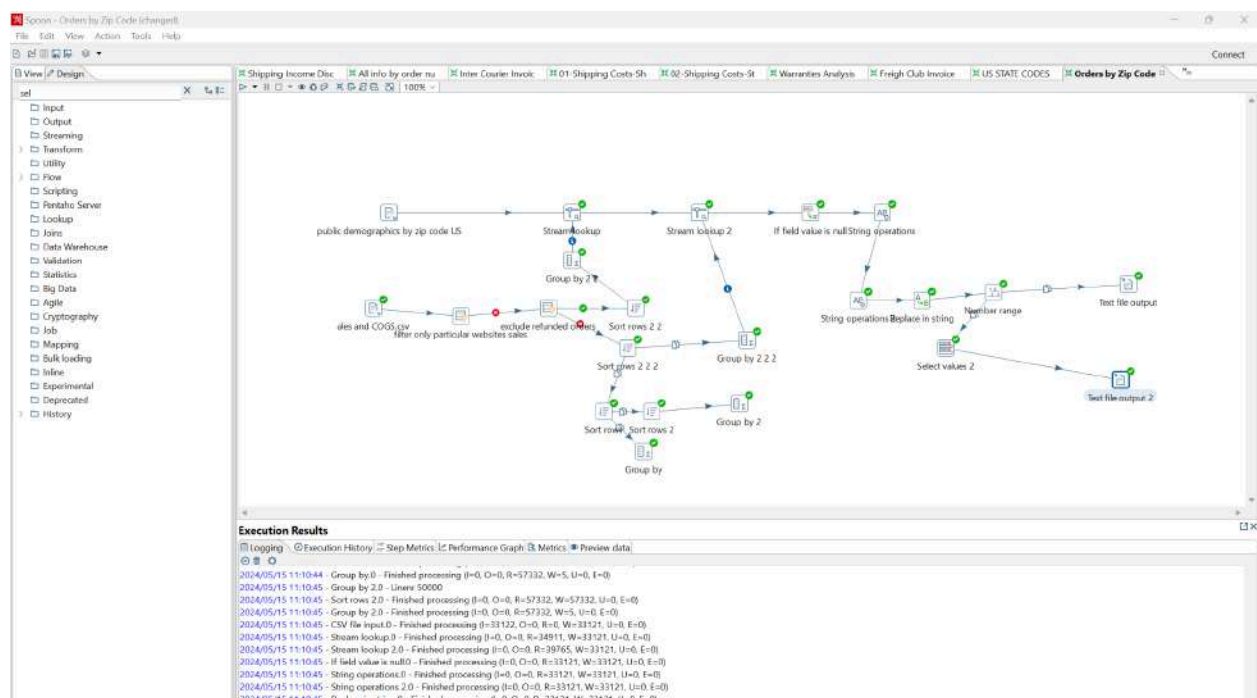 Spoon - Orders by Zip Code (changed)
File Edit View Action Tools Help
Connect
View Design
sel
Input
Output
Streaming
Transform
Utility
Flow
Scripting
Pentaho Server
Lookup
Joins
Data Warehouse
Validation
Statistics
Big Data
Agile
Cryptography
Job
Mapping
Bulk loading
Inline
Experimental
Deprecated
History
Shipping Income Disc All info by order nu Inter Courier Invoic 01-Shipping Costs-Sh 02-Shipping Costs-St Warranties Analysis Freigh Club Invoice US STATE CODES Orders by Zip Code
100%
public demographics by zip code US
Stream lookup
Stream lookup 2
If field value is null
String operations
Group by 2 2
ales and COGS.csv
filter only particular websites sales
exclude refunded orders
Sort rows 2 2
String operations 2
Replace in string
Number range
Text file output
Sort rows 2 2 2
Group by 2 2 2
Select values 2
Text file output 2
Sort rows
Sort rows 2
Group by 2
Group by
Execution Results
Logging Execution History Step Metrics Performance Graph Metrics Preview data
2024/05/15 11:10:44 - Group by.0 - Finished processing (I=0, O=0, R=57332, W=5, U=0, E=0)
2024/05/15 11:10:45 - Group by 2.0 - Linenr 50000
2024/05/15 11:10:45 - Sort rows 2.0 - Finished processing (I=0, O=0, R=57332, W=57332, U=0, E=0)
2024/05/15 11:10:45 - Group by 2.0 - Finished processing (I=0, O=0, R=57332, W=5, U=0, E=0)
2024/05/15 11:10:45 - CSV file input.0 - Finished processing (I=33122, O=0, R=0, W=33121, U=0, E=0)
2024/05/15 11:10:45 - Stream lookup.0 - Finished processing (I=0, O=0, R=34911, W=33121, U=0, E=0)
2024/05/15 11:10:45 - Stream lookup 2.0 - Finished processing (I=0, O=0, R=39765, W=33121, U=0, E=0)
2024/05/15 11:10:45 - If field value is null.0 - Finished processing (I=0, O=0, R=33121, W=33121, U=0, E=0)
2024/05/15 11:10:45 - String operations.0 - Finished processing (I=0, O=0, R=33121, W=33121, U=0, E=0)
2024/05/15 11:10:45 - String operations 2.0 - Finished processing (I=0, O=0, R=33121, W=33121, U=0, E=0)